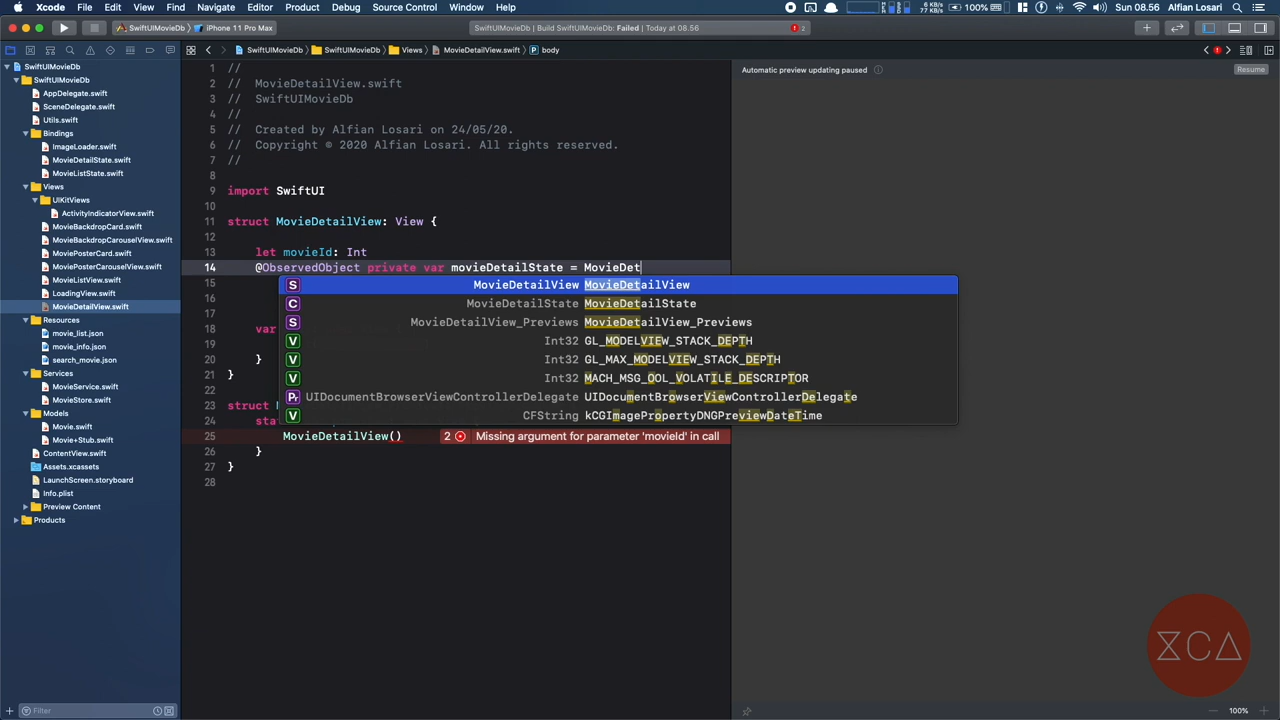 Xcode File Edit View Find Navigate Editor Product Debug Source Control Window Help 6 KB/s 77 KB/s 100% Sun 08.56 Alfian Losari
SwiftUIMovieDb iPhone 11 Pro Max SwiftUIMovieDb | Build SwiftUIMovieDb: Failed | Today at 08.56 2
SwiftUIMovieDb SwiftUIMovieDb Views MovieDetailView.swift body
SwiftUIMovieDb
SwiftUIMovieDb
AppDelegate.swift
SceneDelegate.swift
Utils.swift
Bindings
ImageLoader.swift
MovieDetailState.swift
MovieListState.swift
Views
UIKitViews
ActivityIndicatorView.swift
MovieBackdropCard.swift
MovieBackdropCarouselView.swift
MoviePosterCard.swift
MoviePosterCarouselView.swift
MovieListView.swift
LoadingView.swift
MovieDetailView.swift
Resources
movie_list.json
movie_info.json
search_movie.json
Services
MovieService.swift
MovieStore.swift
Models
Movie.swift
Movie+Stub.swift
ContentView.swift
Assets.xcassets
LaunchScreen.storyboard
Info.plist
Preview Content
Products
Filter
1 //
2 // MovieDetailView.swift
3 // SwiftUIMovieDb
4 //
5 // Created by Alfian Losari on 24/05/20.
6 // Copyright © 2020 Alfian Losari. All rights reserved.
7 //
8
9 import SwiftUI
10
11 struct MovieDetailView: View {
12
13 let movieId: Int
14 @ObservedObject private var movieDetailState = MovieDet
15
16
MovieDetailView MovieDetailView
MovieDetailState MovieDetailState
MovieDetailView_Previews MovieDetailView_Previews
Int32 GL_MODELVIEW_STACK_DEPTH
Int32 GL_MAX_MODELVIEW_STACK_DEPTH
Int32 MACH_MSG_OOL_VOLATILE_DESCRIPTOR
UIDocumentBrowserViewControllerDelegate UIDocumentBrowserViewControllerDelegate
CFString kCGImagePropertyDNGPreviewDateTime
18 var
19
20 }
21 }
22
23 struct M
24 stat
25 MovieDetailView() 2 Missing argument for parameter 'movieId' in call
26 }
27 }
28
Automatic preview updating paused Resume
XCA
100%